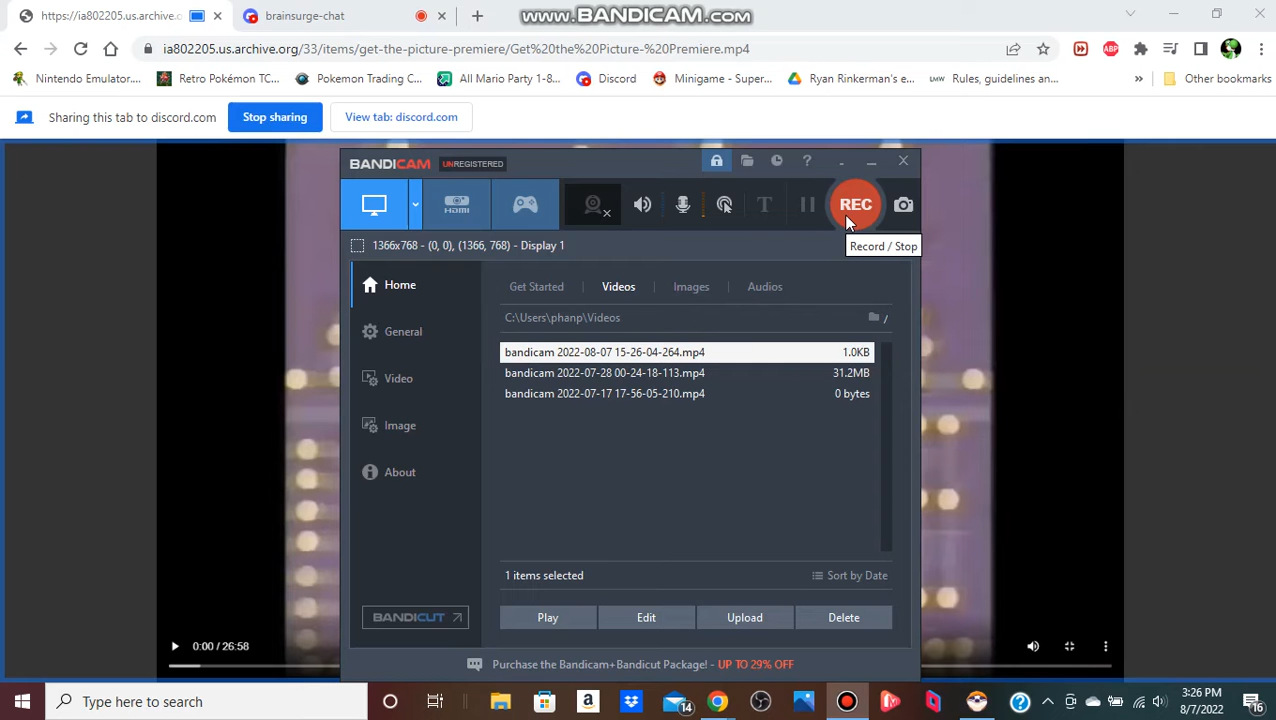 https://ia802205.us.archive.o
brainsurge-chat
www.BANDICAM.com
ia802205.us.archive.org/33/items/get-the-picture-premiere/Get%20the%20Picture-%20Premiere.mp4
ABP
Nintendo Emulator...
Retro Pokémon TC...
Pokemon Trading C...
All Mario Party 1-8...
Discord
Minigame - Super...
Ryan Rinkerman's e...
LMW Rules, guidelines an...
»
Other bookmarks
Sharing this tab to discord.com
Stop sharing
View tab: discord.com
BANDICAM
UNREGISTERED
?
HDMI
T
REC
Record / Stop
1366x768 - (0, 0), (1366, 768) - Display 1
Home
General
Video
Image
About
BANDICUT
Get Started
Videos
Images
Audios
C:\Users\phanp\Videos
/
bandicam 2022-08-07 15-26-04-264.mp4 1.0KB
bandicam 2022-07-28 00-24-18-113.mp4 31.2MB
bandicam 2022-07-17 17-56-05-210.mp4 0 bytes
1 items selected
Sort by Date
Play
Edit
Upload
Delete
Purchase the Bandicam+Bandicut Package! - UP TO 29% OFF
0:00 / 26:58
Type here to search
14
3:26 PM
8/7/2022
16